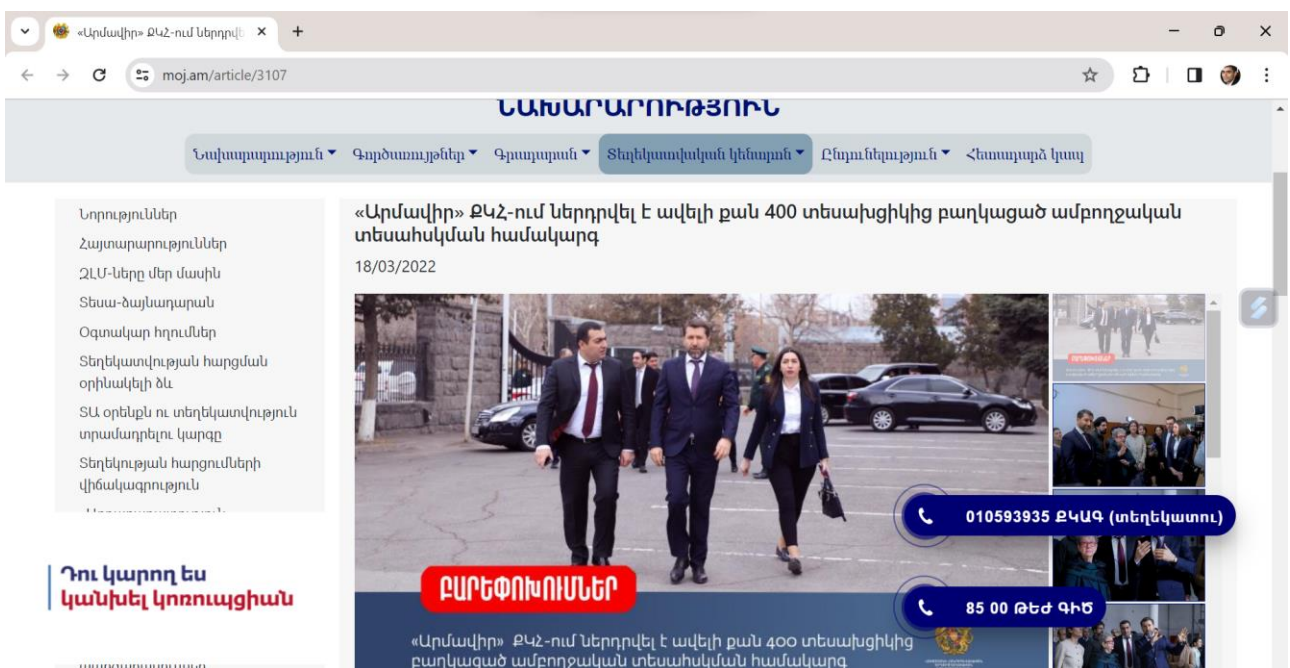 «Արմավիր» ՔԿՀ-ում ներդրվե
moj.am/article/3107
ՆԱԽԱՐԱՐՈՒԹՅՈՒՆ
Նախարարություն
Գործառույթներ
Գրադարան
Տեղեկատվական կենտրոն
Ընդունելություն
Հետադարձ կապ
Նորություններ
Հայտարարություններ
ԶԼՄ-ները մեր մասին
Տեսա-ձայնադարան
Օգտակար հղումներ
Տեղեկատվության հարցման
օրինակելի ձև
ՏԱ օրենքն ու տեղեկատվություն
տրամադրելու կարգը
Տեղեկության հարցումների
վիճակագրություն
Դու կարող ես
կանխել կոռուպցիան
«Արմավիր» ՔԿՀ-ում ներդրվել է ավելի քան 400 տեսախցիկից բաղկացած ամբողջական
տեսահսկման համակարգ
18/03/2022
ԲԱՐԵՓՈԽՈՒՄՆԵՐ
«Արմավիր» ՔԿՀ-ում ներդրվել է ավելի քան 400 տեսախցիկից
բաղկացած ամբողջական տեսահսկման համակարգ
ԲԱՐԵՓՈԽՈՒՄՆԵՐ
010593935 ՔԿԱԳ (տեղեկատու)
85 00 ԹԵԺ ԳԻԾ